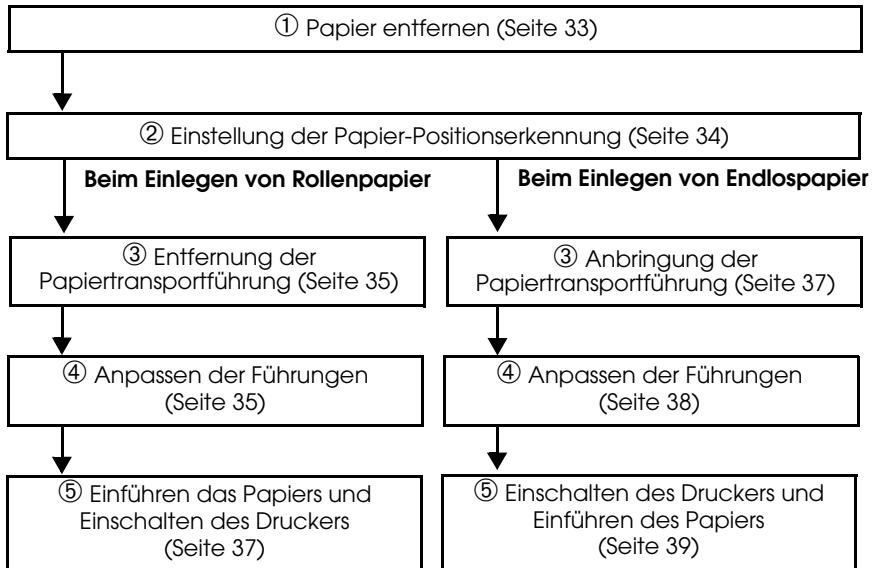 ① Papier entfernen (Seite 33)
② Einstellung der Papier-Positionserkennung (Seite 34)
Beim Einlegen von Rollenpapier
Beim Einlegen von Endlospapier
③ Entfernung der
Papiertransportführung (Seite 35)
③ Anbringung der
Papiertransportführung (Seite 37)
④ Anpassen der Führungen
(Seite 35)
④ Anpassen der Führungen
(Seite 38)
⑤ Einführen das Papiers und
Einschalten des Druckers
(Seite 37)
⑤ Einschalten des Druckers und
Einführen des Papiers
(Seite 39)